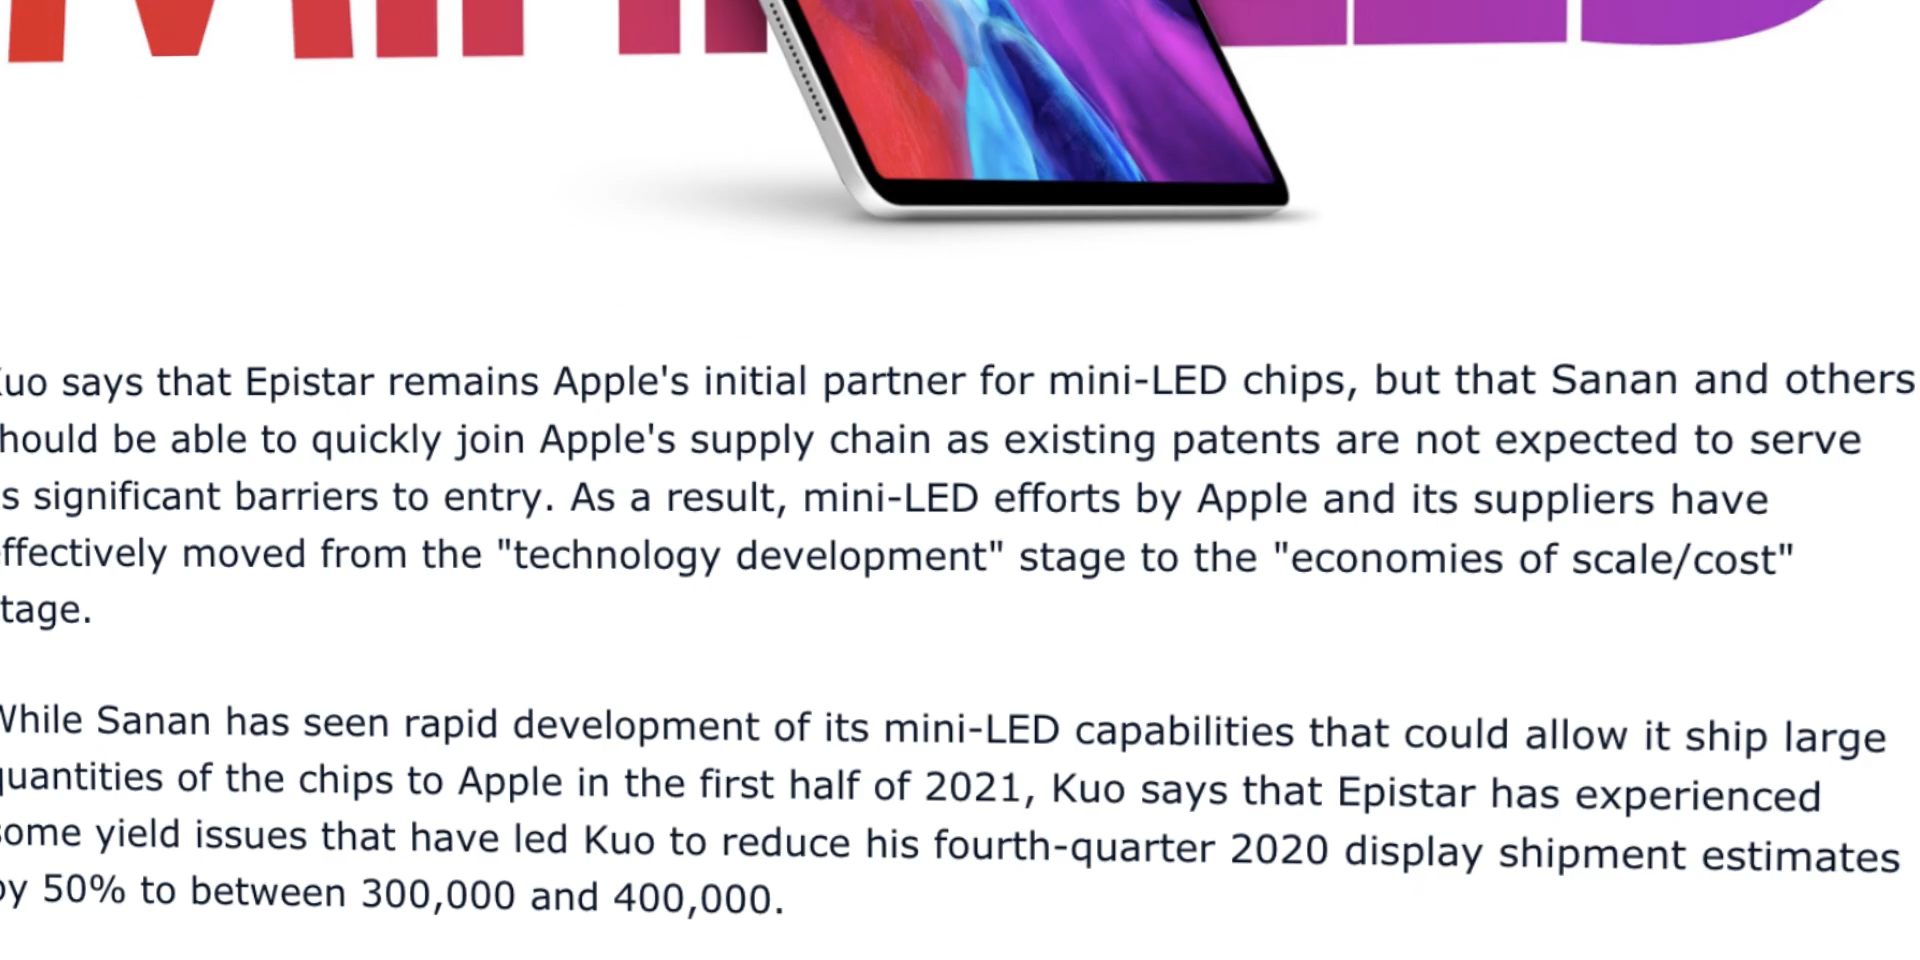 Kuo says that Epistar remains Apple's initial partner for mini-LED chips, but that Sanan and others
hould be able to quickly join Apple's supply chain as existing patents are not expected to serve
s significant barriers to entry. As a result, mini-LED efforts by Apple and its suppliers have
ffectively moved from the "technology development" stage to the "economies of scale/cost"
tage.
While Sanan has seen rapid development of its mini-LED capabilities that could allow it ship large
quantities of the chips to Apple in the first half of 2021, Kuo says that Epistar has experienced
some yield issues that have led Kuo to reduce his fourth-quarter 2020 display shipment estimates
by 50% to between 300,000 and 400,000.